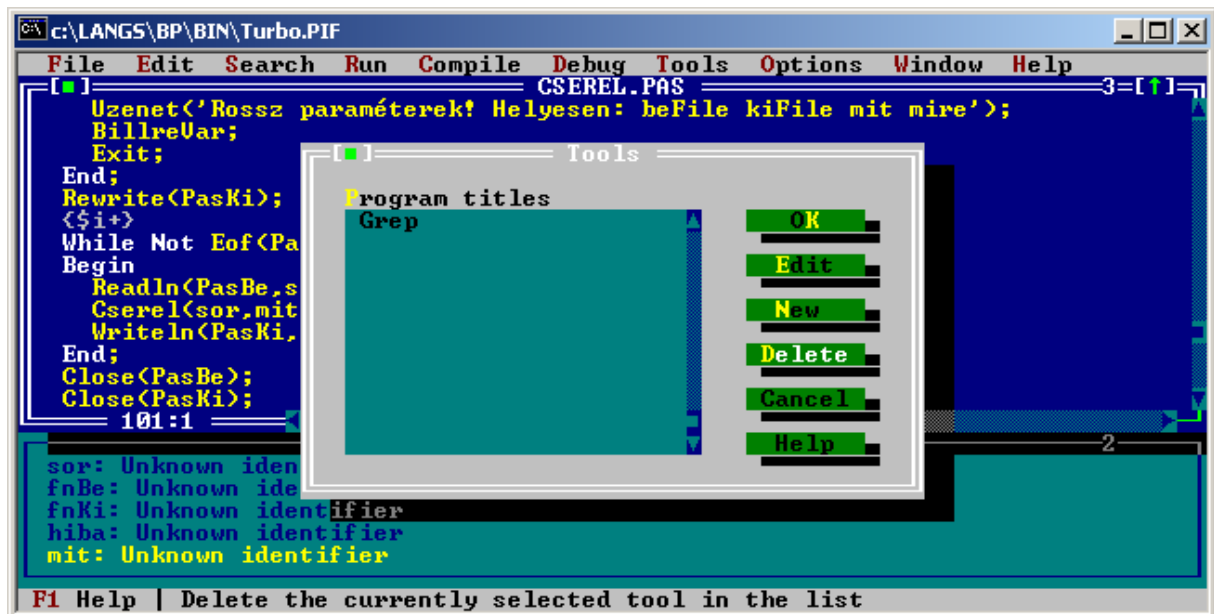 c:\LANGS\BP\BIN\Turbo.PIF
File Edit Search Run Compile Debug Tools Options Window Help
[■] CSEREL.PAS 3=[↑]
Uzenet('Rossz paraméterek! Helyesen: beFile kiFile mit mire');
BillreVar;
Exit;
End;
Rewrite(PasKi);
{$i+}
While Not Eof(Pa
Begin
Readln(PasBe,s
Cserel(sor,mit
Writeln(PasKi,
End;
Close(PasBe);
Close(PasKi);
101:1
[■] Tools
Program titles
Grep
OK
Edit
New
Delete
Cancel
Help
2
sor: Unknown iden
fnBe: Unknown ide
fnKi: Unknown identifier
hiba: Unknown identifier
mit: Unknown identifier
F1 Help | Delete the currently selected tool in the list